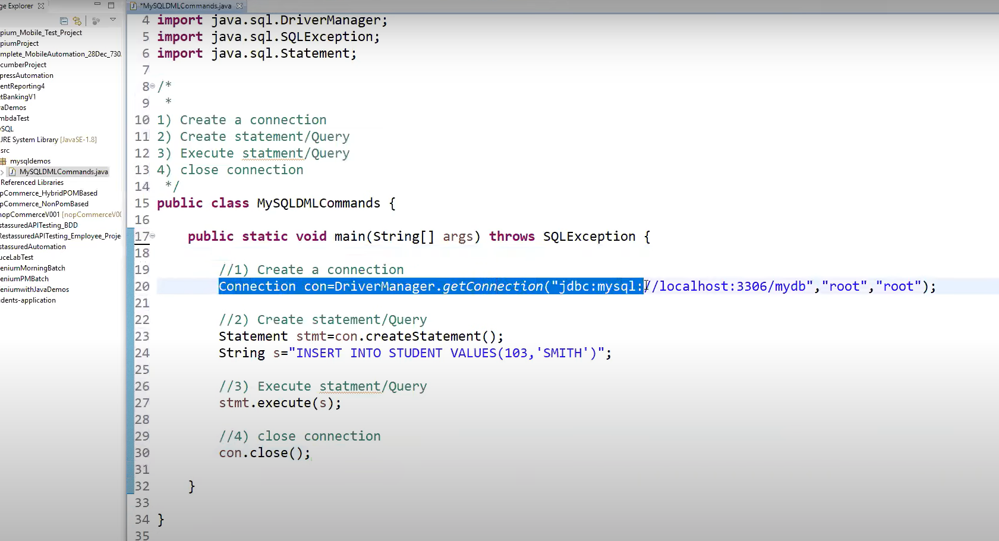 ge Explorer
*MySQLDMLCommands.java
pium_Mobile_Test_Project
piumProject
mplete_MobileAutomation_28Dec_730.
cumberProject
pressAutomation
entReporting4
etBankingV1
vaDemos
mbdaTest
ySQL
JRE System Library [JavaSE-1.8]
src
mysqldemos
MySQLDMLCommands.java
Referenced Libraries
pCommerce_HybridPOMBased
pCommerce_NonPomBased
nopCommerceV001 [nopCommerceV00
stassuredAPITesting_BDD
RestassuredAPITesting_Employee_Proje
stassuredAutomation
uceLabTest
eniumMorningBatch
eniumPMBatch
eniumwithJavaDemos
dents-application
4 import java.sql.DriverManager;
5 import java.sql.SQLException;
6 import java.sql.Statement;
7
8 /*
9 *
10 1) Create a connection
11 2) Create statement/Query
12 3) Execute statment/Query
13 4) close connection
14 */
15 public class MySQLDMLCommands {
16
17 public static void main(String[] args) throws SQLException {
18
19 //1) Create a connection
20 Connection con=DriverManager.getConnection("jdbc:mysql://localhost:3306/mydb","root","root");
21
22 //2) Create statement/Query
23 Statement stmt=con.createStatement();
24 String s="INSERT INTO STUDENT VALUES(103,'SMITH')";
25
26 //3) Execute statment/Query
27 stmt.execute(s);
28
29 //4) close connection
30 con.close();
31
32 }
33
34 }
35